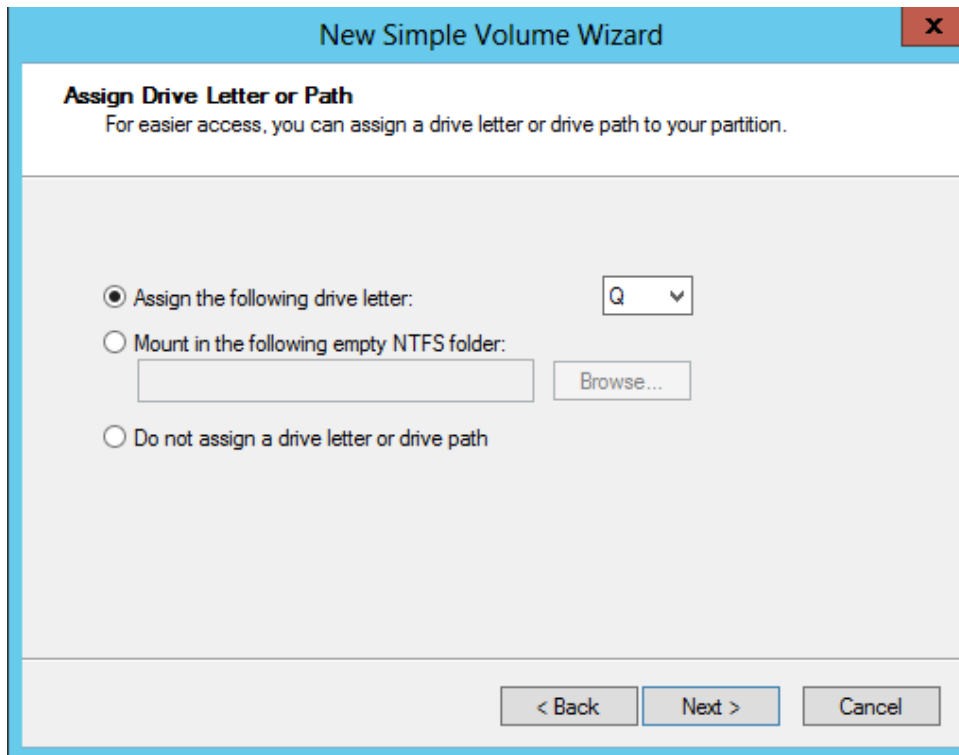 New Simple Volume Wizard
x
Assign Drive Letter or Path
For easier access, you can assign a drive letter or drive path to your partition.
Assign the following drive letter: Q
Mount in the following empty NTFS folder:
Browse...
Do not assign a drive letter or drive path
< Back Next > Cancel